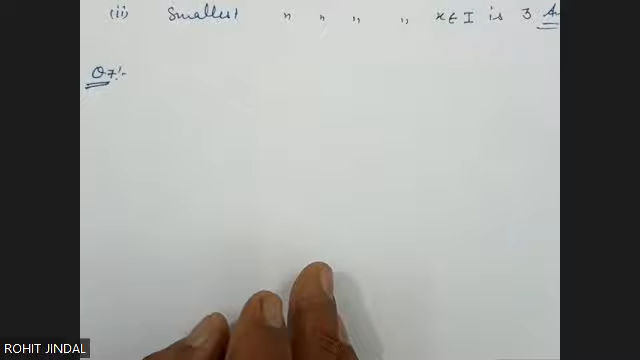 (ii) Smallest " " " " x ∈ I is 3
Q7:-
ROHIT JINDAL